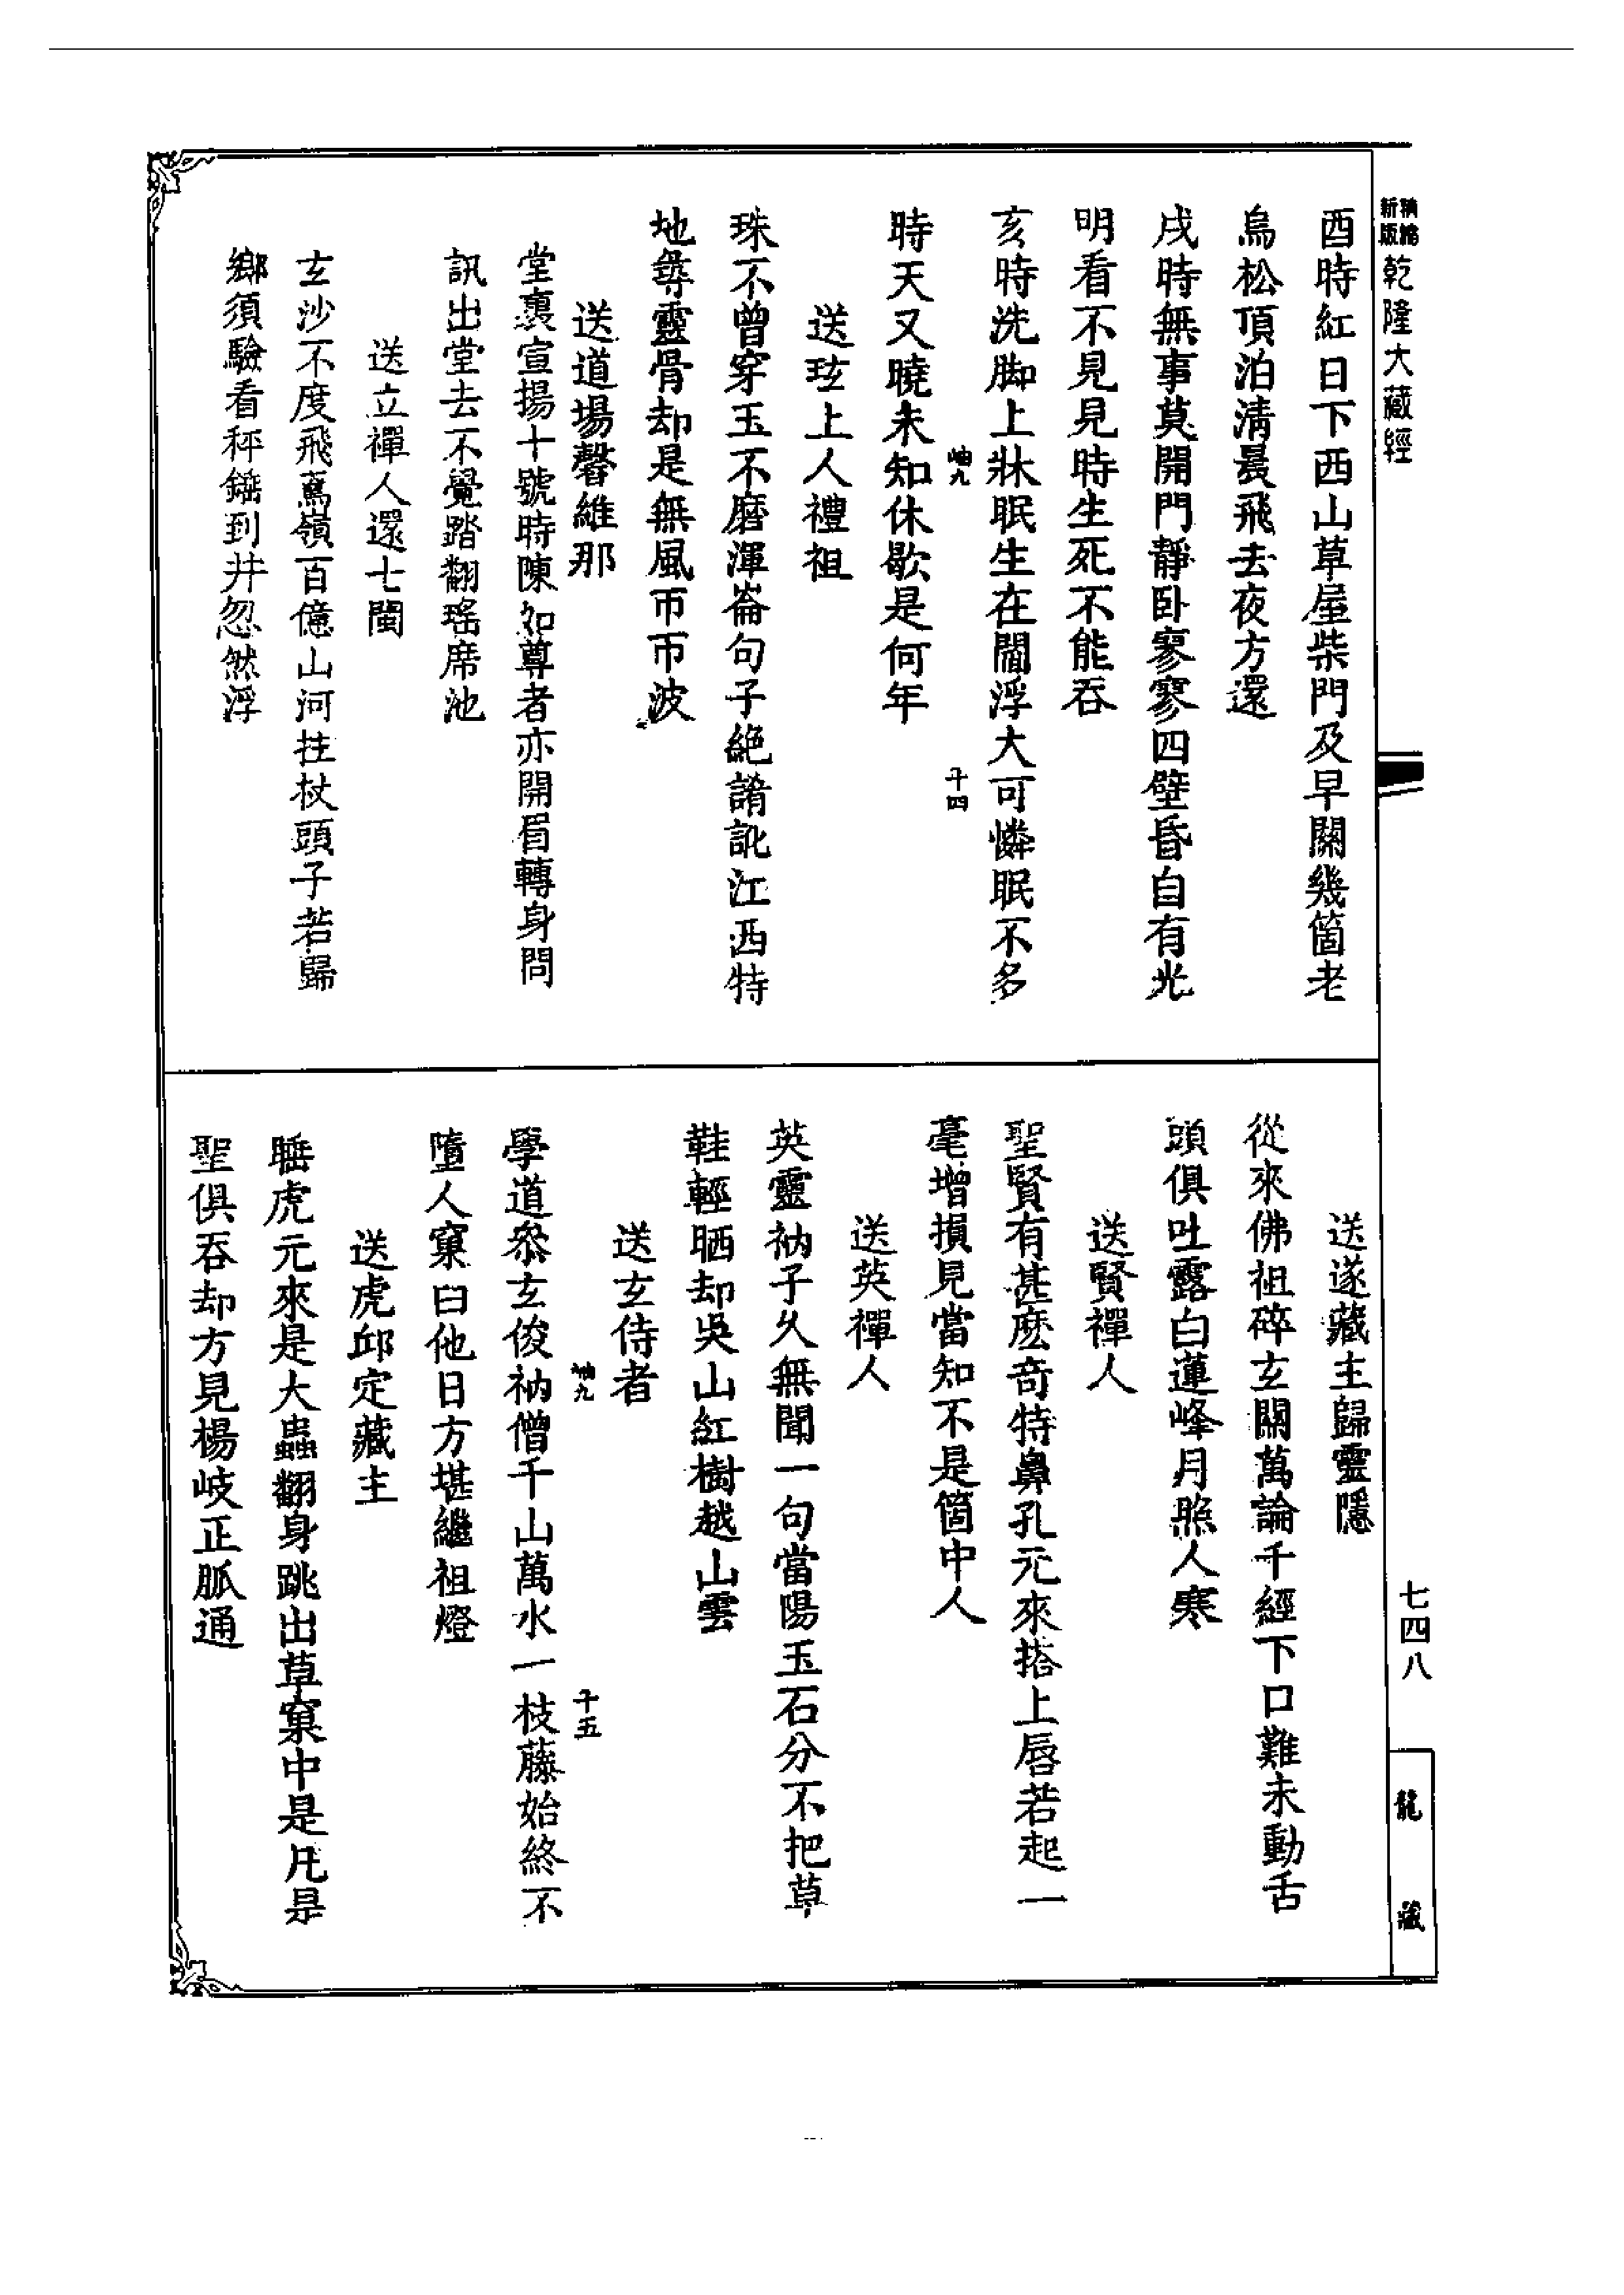 新版精縮乾隆大藏經
酉時紅日下西山草屋柴門及早關幾箇老
烏松頂泊淸晨飛去夜方還
戌時無事莫開門靜臥寥寥四壁昏自有光
明看不見見時生死不能吞
亥時洗脚上牀眠生在閻浮大可憐眠不多
岫九 十四
時天又曉未知休歇是何年
送玹上人禮祖
珠不曾穿玉不磨渾崙句子絕誵訛江西特
地尋靈骨却是無風帀帀波
送道場馨維那
堂裏宣揚十號時陳如尊者亦開眉轉身問
訊出堂去不覺踏翻瑤席池
送立禪人還七閩
玄沙不度飛鳶嶺百億山河拄杖頭子若歸
鄉須驗看秤錘到井忽然浮
送遂藏主歸靈隱
從來佛祖碎玄關萬論千經下口難未動舌
頭俱吐露白蓮峰月照人寒
送賢禪人
聖賢有甚麽奇特鼻孔元來搭上唇若起一
毫增損見當知不是箇中人
送英禪人
英靈衲子久無聞一句當陽玉石分不把草
鞋輕晒却吳山紅樹越山雲
送玄侍者
岫九 十五
學道叅玄俊衲僧千山萬水一枝藤始終不
墮人窠臼他日方堪繼祖燈
送虎邱定藏主
睡虎元來是大蟲翻身跳出草窠中是凡是
聖俱吞却方見楊岐正脈通
七四八
龍藏